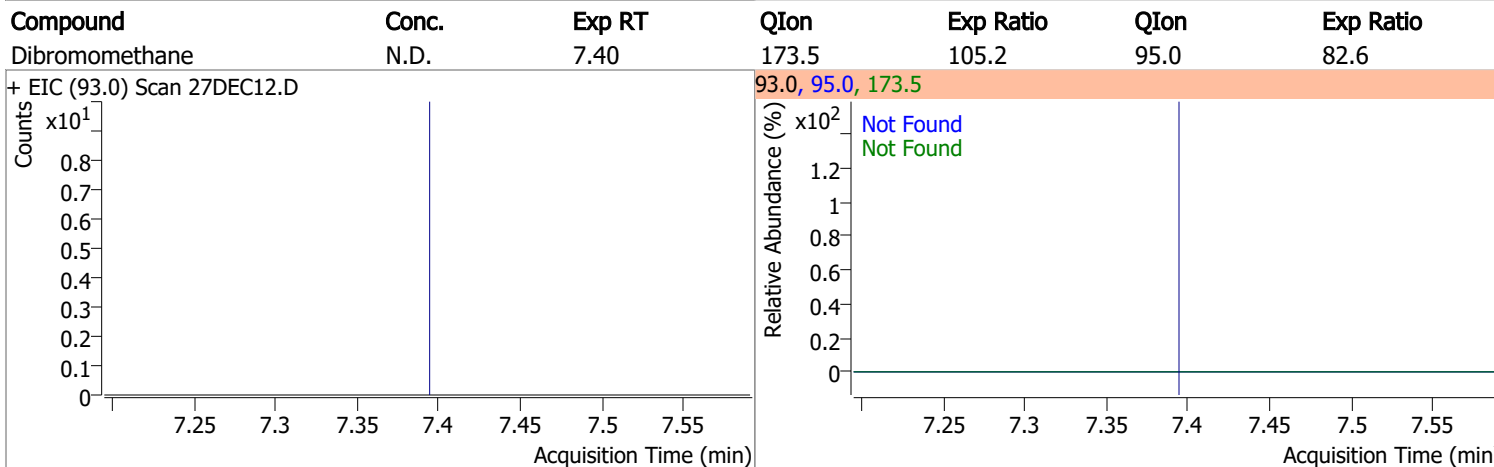 Compound Conc. Exp RT QIon Exp Ratio QIon Exp Ratio
Dibromomethane N.D. 7.40 173.5 105.2 95.0 82.6
+ EIC (93.0) Scan 27DEC12.D
Counts
x10¹
0.8
0.7
0.6
0.5
0.4
0.3
0.2
0.1
0
7.25 7.3 7.35 7.4 7.45 7.5 7.55
Acquisition Time (min)
93.0, 95.0, 173.5
Relative Abundance (%)
x10²
Not Found
Not Found
1.2
1
0.8
0.6
0.4
0.2
0
7.25 7.3 7.35 7.4 7.45 7.5 7.55
Acquisition Time (min